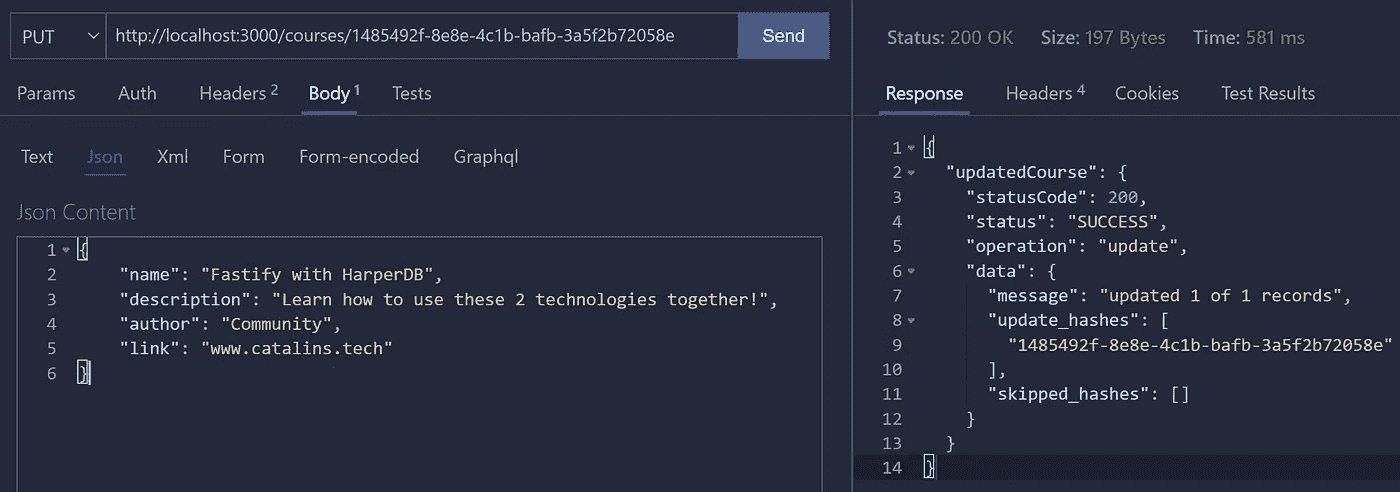 PUT http://localhost:3000/courses/1485492f-8e8e-4c1b-bafb-3a5f2b72058e Send
Params Auth Headers 2 Body 1 Tests
Text Json Xml Form Form-encoded Graphql
Json Content
1 {
2 "name": "Fastify with HarperDB",
3 "description": "Learn how to use these 2 technologies together!",
4 "author": "Community",
5 "link": "www.catalins.tech"
6 }
Status: 200 OK Size: 197 Bytes Time: 581 ms
Response Headers 4 Cookies Test Results
1 {
2 "updatedCourse": {
3 "statusCode": 200,
4 "status": "SUCCESS",
5 "operation": "update",
6 "data": {
7 "message": "updated 1 of 1 records",
8 "update_hashes": [
9 "1485492f-8e8e-4c1b-bafb-3a5f2b72058e"
10 ],
11 "skipped_hashes": []
12 }
13 }
14 }